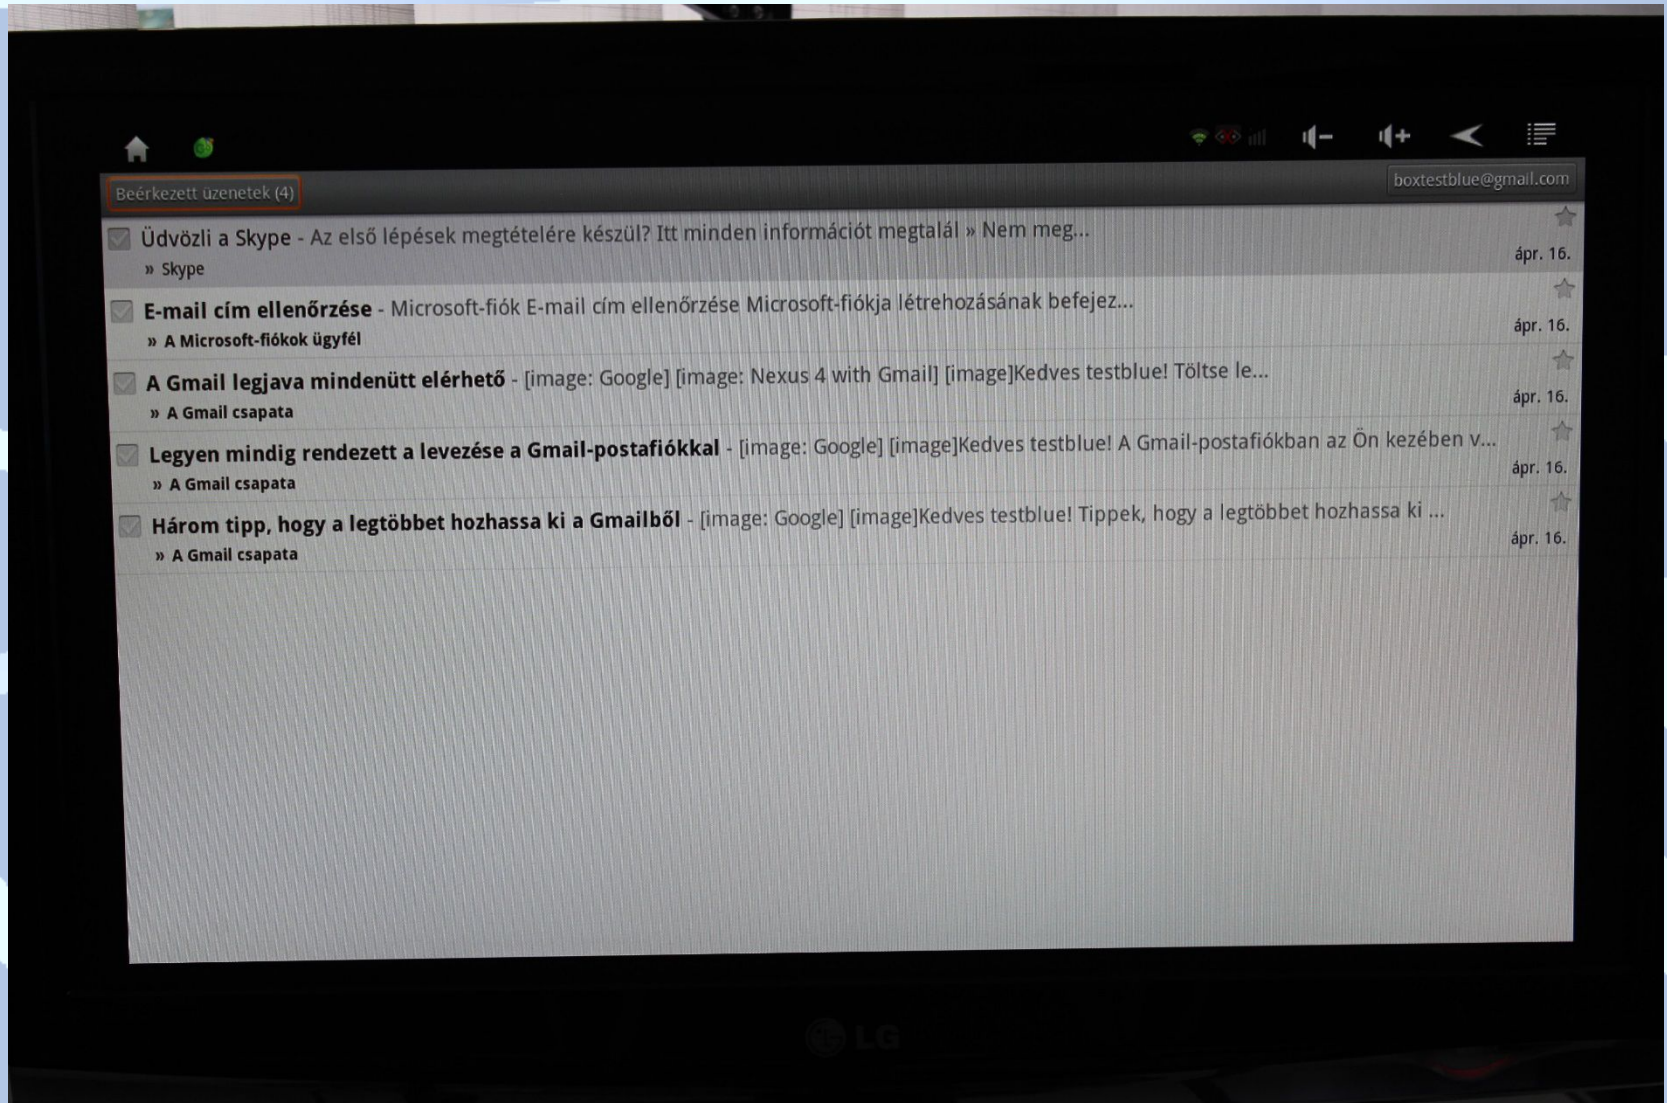 Beérkezett üzenetek (4)
boxtestblue@gmail.com
Üdvözli a Skype - Az első lépések megtételére készül? Itt minden információt megtalál » Nem meg...
» Skype
ápr. 16.
E-mail cím ellenőrzése - Microsoft-fiók E-mail cím ellenőrzése Microsoft-fiókja létrehozásának befejez...
» A Microsoft-fiókok ügyfél
ápr. 16.
A Gmail legjava mindenütt elérhető - [image: Google] [image: Nexus 4 with Gmail] [image]Kedves testblue! Töltse le...
» A Gmail csapata
ápr. 16.
Legyen mindig rendezett a levezése a Gmail-postafiókkal - [image: Google] [image]Kedves testblue! A Gmail-postafiókban az Ön kezében v...
» A Gmail csapata
ápr. 16.
Három tipp, hogy a legtöbbet hozhassa ki a Gmailből - [image: Google] [image]Kedves testblue! Tippek, hogy a legtöbbet hozhassa ki ...
» A Gmail csapata
ápr. 16.
LG